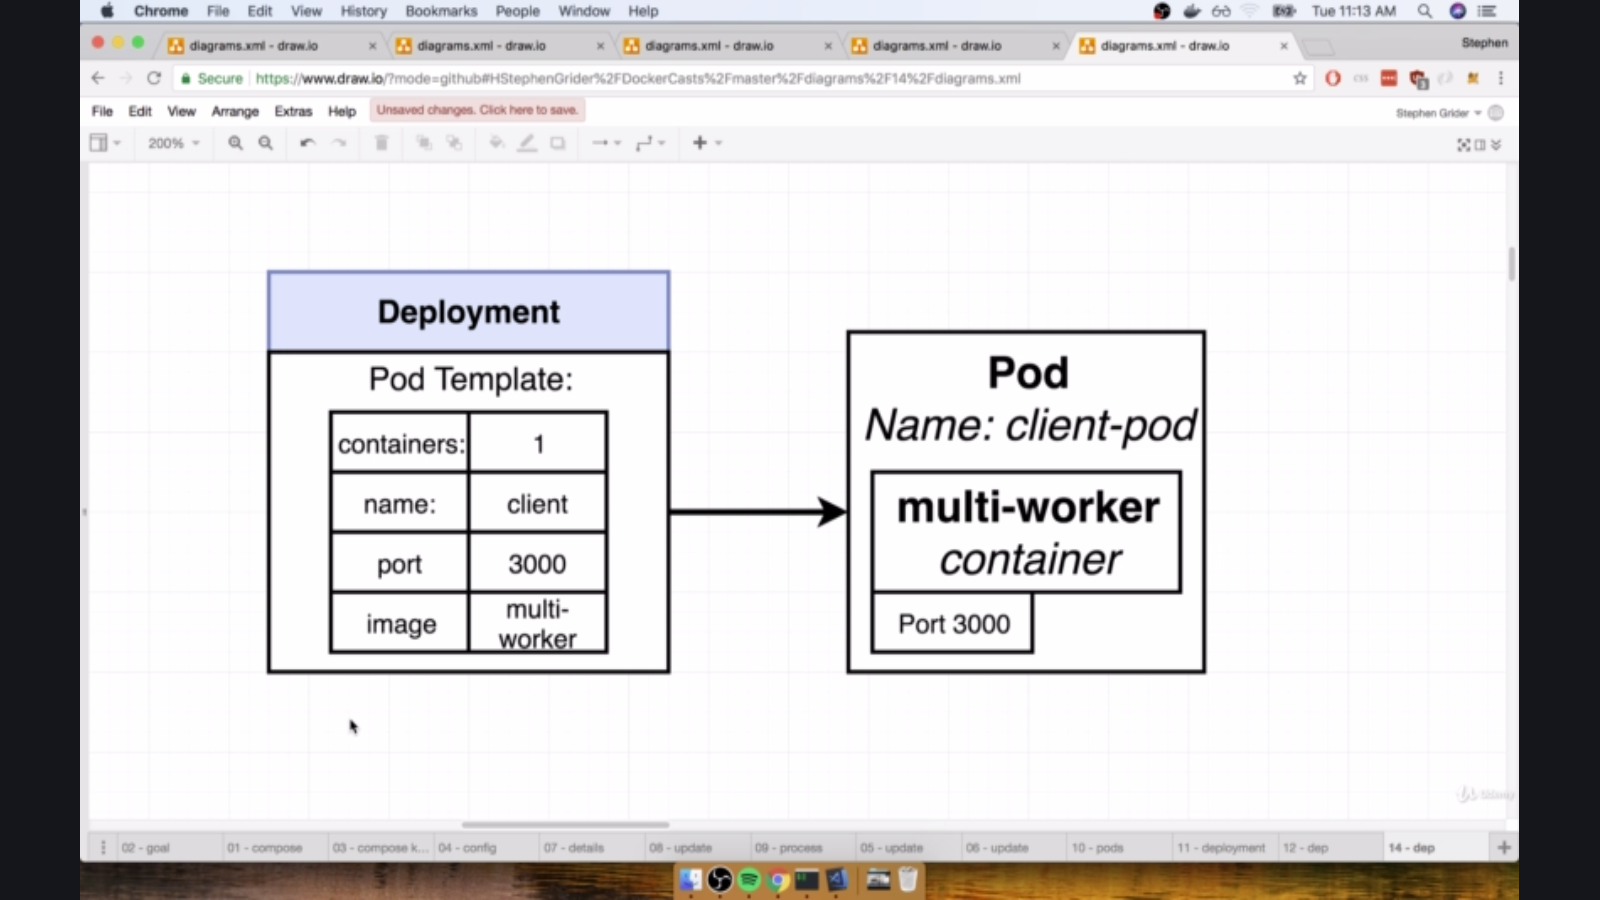 Chrome File Edit View History Bookmarks People Window Help Tue 11:13 AM
diagrams.xml - draw.io diagrams.xml - draw.io diagrams.xml - draw.io diagrams.xml - draw.io diagrams.xml - draw.io Stephen
Secure https://www.draw.io/?mode=github#HStephenGrider%2FDockerCasts%2Fmaster%2Fdiagrams%2F14%2Fdiagrams.xml
File Edit View Arrange Extras Help Unsaved changes. Click here to save. Stephen Grider
200%
Deployment
Pod Template:
containers: 1
name: client
port 3000
image multi-
worker
Pod
Name: client-pod
multi-worker
container
Port 3000
Udemy
02 - goal 01 - compose 03 - compose k... 04 - config 07 - details 08 - update 09 - process 05 - update 06 - update 10 - pods 11 - deployment 12 - dep 14 - dep